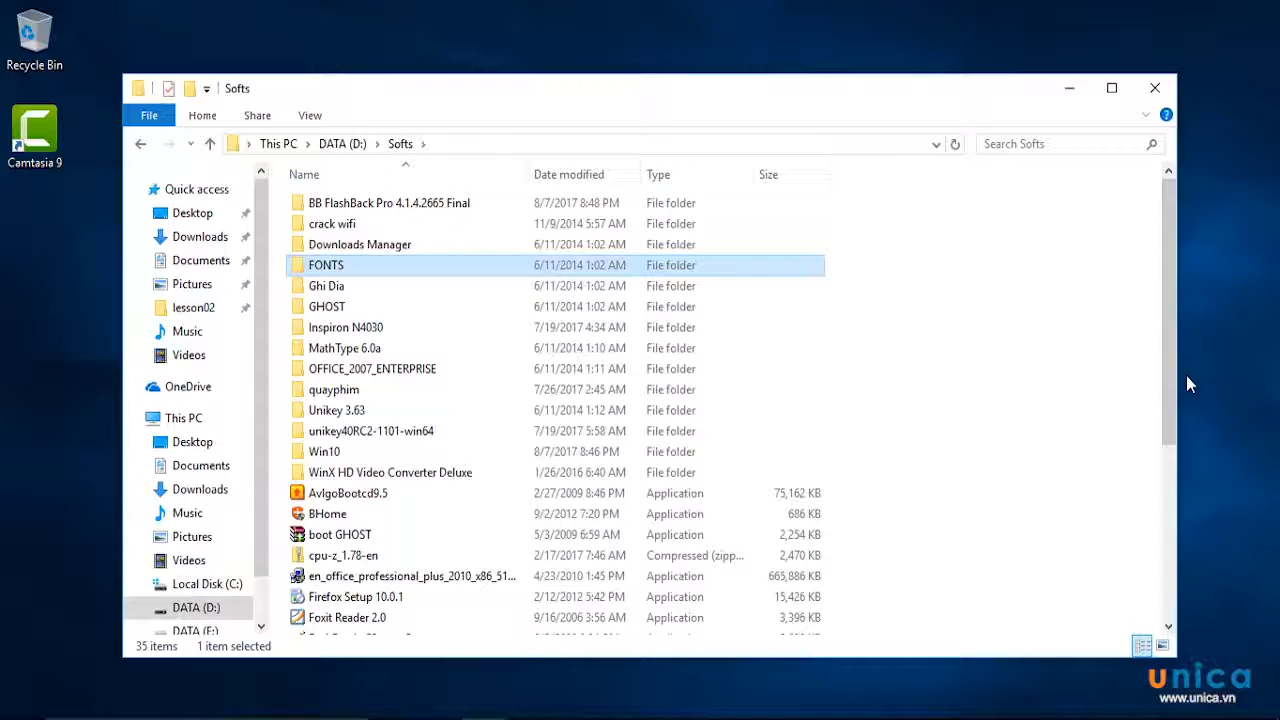 Recycle Bin
Camtasia 9
Softs
File Home Share View
This PC DATA (D:) Softs
Search Softs
Name Date modified Type Size
Quick access
Desktop
Downloads
Documents
Pictures
lesson02
Music
Videos
OneDrive
This PC
Desktop
Documents
Downloads
Music
Pictures
Videos
Local Disk (C:)
DATA (D:)
DATA (F:)
BB FlashBack Pro 4.1.4.2665 Final 8/7/2017 8:48 PM File folder
crack wifi 11/9/2014 5:57 AM File folder
Downloads Manager 6/11/2014 1:02 AM File folder
FONTS 6/11/2014 1:02 AM File folder
Ghi Dia 6/11/2014 1:02 AM File folder
GHOST 6/11/2014 1:02 AM File folder
Inspiron N4030 7/19/2017 4:34 AM File folder
MathType 6.0a 6/11/2014 1:10 AM File folder
OFFICE_2007_ENTERPRISE 6/11/2014 1:11 AM File folder
quayphim 7/26/2017 2:45 AM File folder
Unikey 3.63 6/11/2014 1:12 AM File folder
unikey40RC2-1101-win64 7/19/2017 5:58 AM File folder
Win10 8/7/2017 8:46 PM File folder
WinX HD Video Converter Deluxe 1/26/2016 6:40 AM File folder
AvIgoBootcd9.5 2/27/2009 8:46 PM Application 75,162 KB
BHome 9/2/2012 7:20 PM Application 686 KB
boot GHOST 5/3/2009 6:59 AM Application 2,254 KB
cpu-z_1.78-en 2/17/2017 7:46 AM Compressed (zipp... 2,470 KB
en_office_professional_plus_2010_x86_51... 4/23/2010 1:45 PM Application 665,886 KB
Firefox Setup 10.0.1 2/12/2012 5:42 PM Application 15,426 KB
Foxit Reader 2.0 9/16/2006 3:56 AM Application 3,396 KB
35 items 1 item selected
unica
www.unica.vn